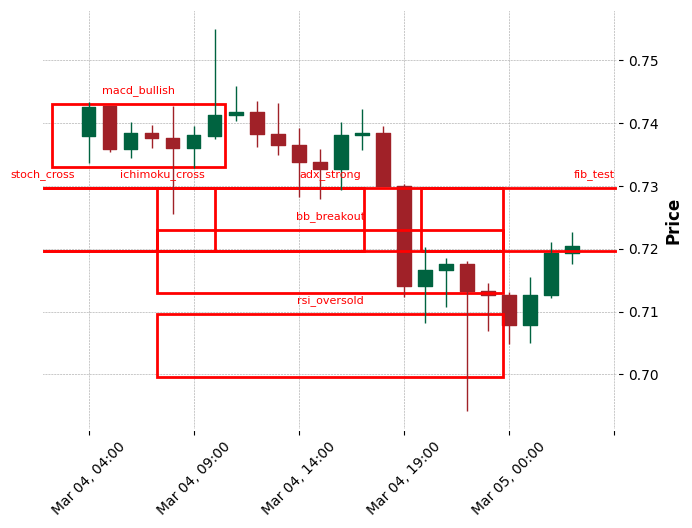 0.75
macd_bullish
0.74
stoch_cross ichimoku_cross adx_strong fib_test
0.73
bb_breakout
0.72
Price
rsi_oversold
0.71
0.70
Mar 04, 04:00 Mar 04, 09:00 Mar 04, 14:00 Mar 04, 19:00 Mar 05, 00:00